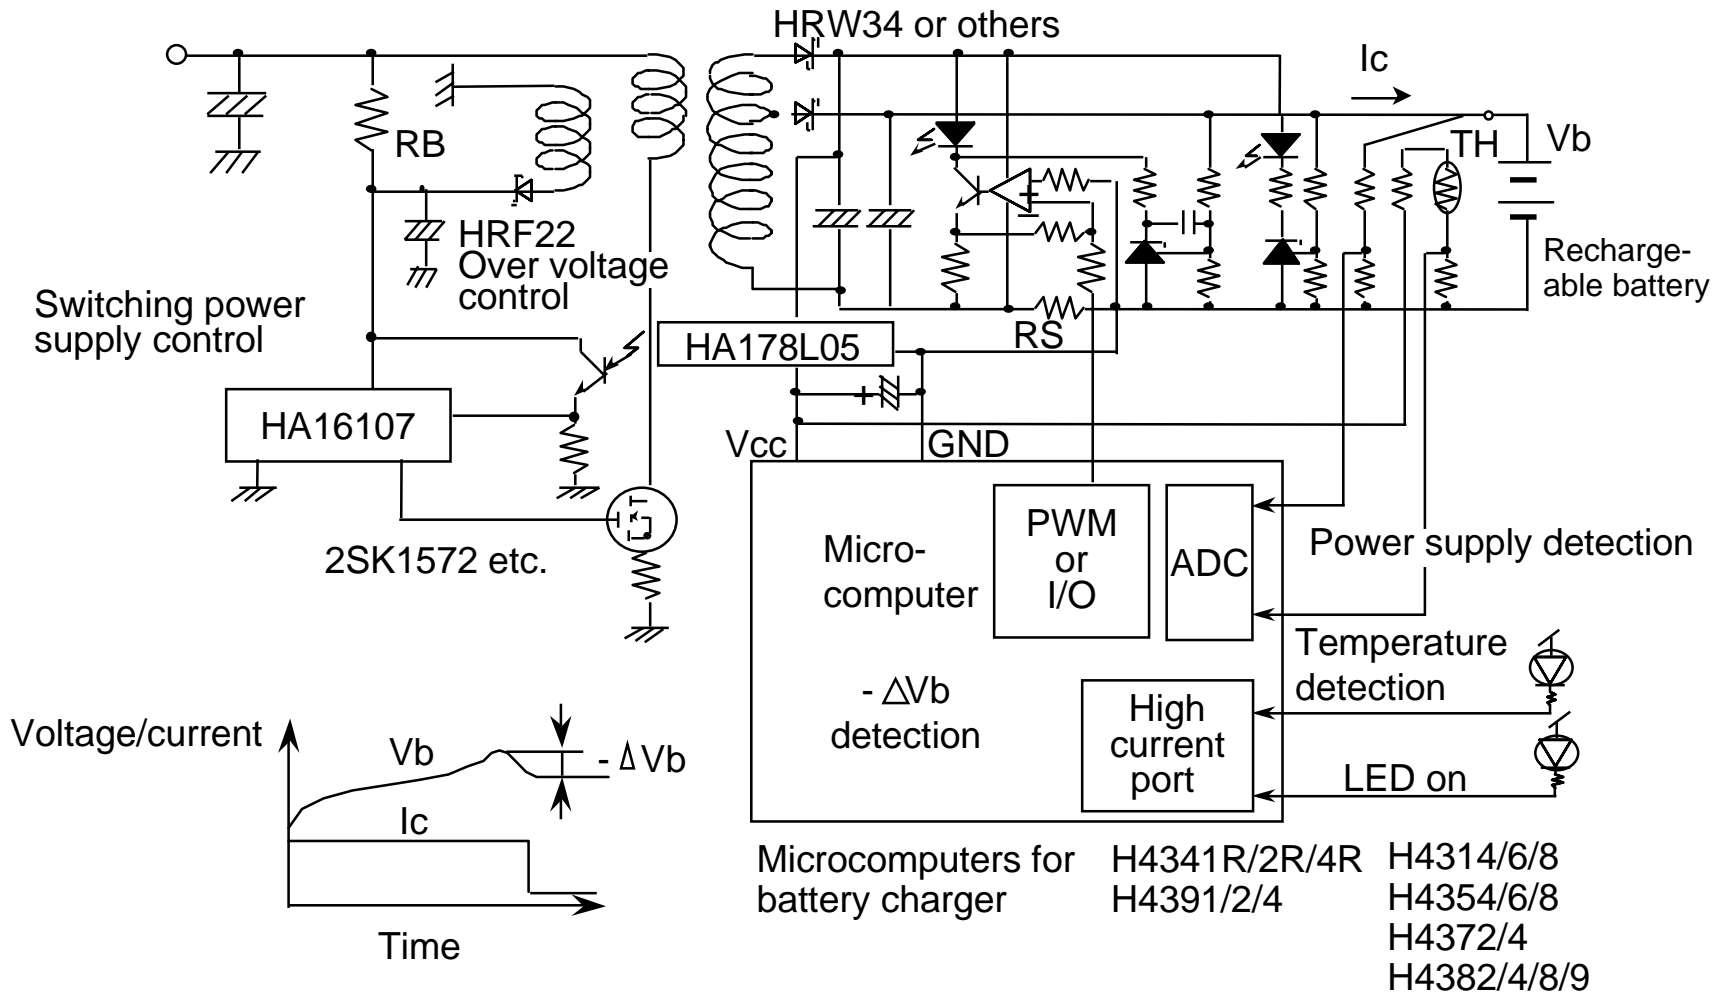 HRW34 or others
Ic
RB
TH
Vb
HRF22
Over voltage
control
Recharge-
able battery
Switching power
supply control
RS
HA178L05
+
-
+
HA16107
Vcc
GND
2SK1572 etc.
Micro-
computer
PWM
or
I/O
ADC
Power supply detection
Temperature
detection
- ΔVb
detection
High
current
port
LED on
Voltage/current
Vb
- Δ Vb
Ic
Time
Microcomputers for
battery charger
H4341R/2R/4R
H4391/2/4
H4314/6/8
H4354/6/8
H4372/4
H4382/4/8/9